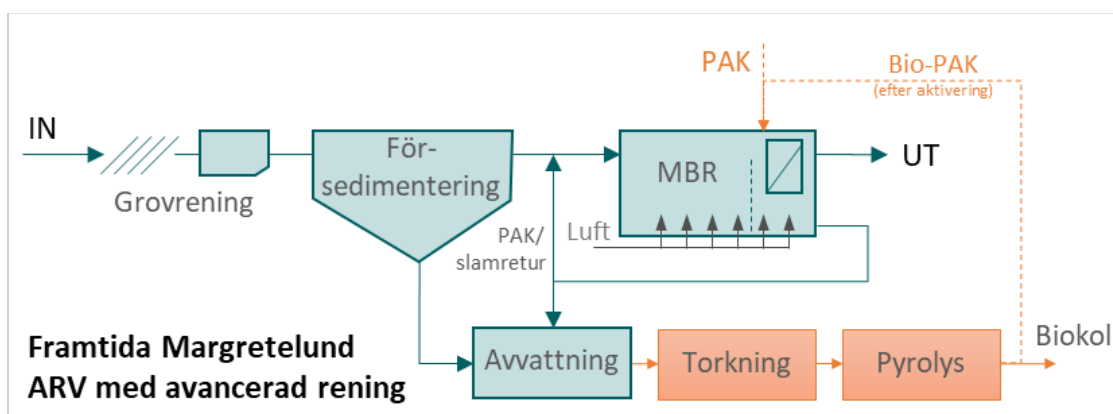 PAK
Bio-PAK
(efter aktivering)
IN
För-
sedimentering
MBR
UT
Grovrening
Luft
PAK/
slamretur
Framtida Margretelund
ARV med avancerad rening
Avvattning
Torkning
Pyrolys
Biokol